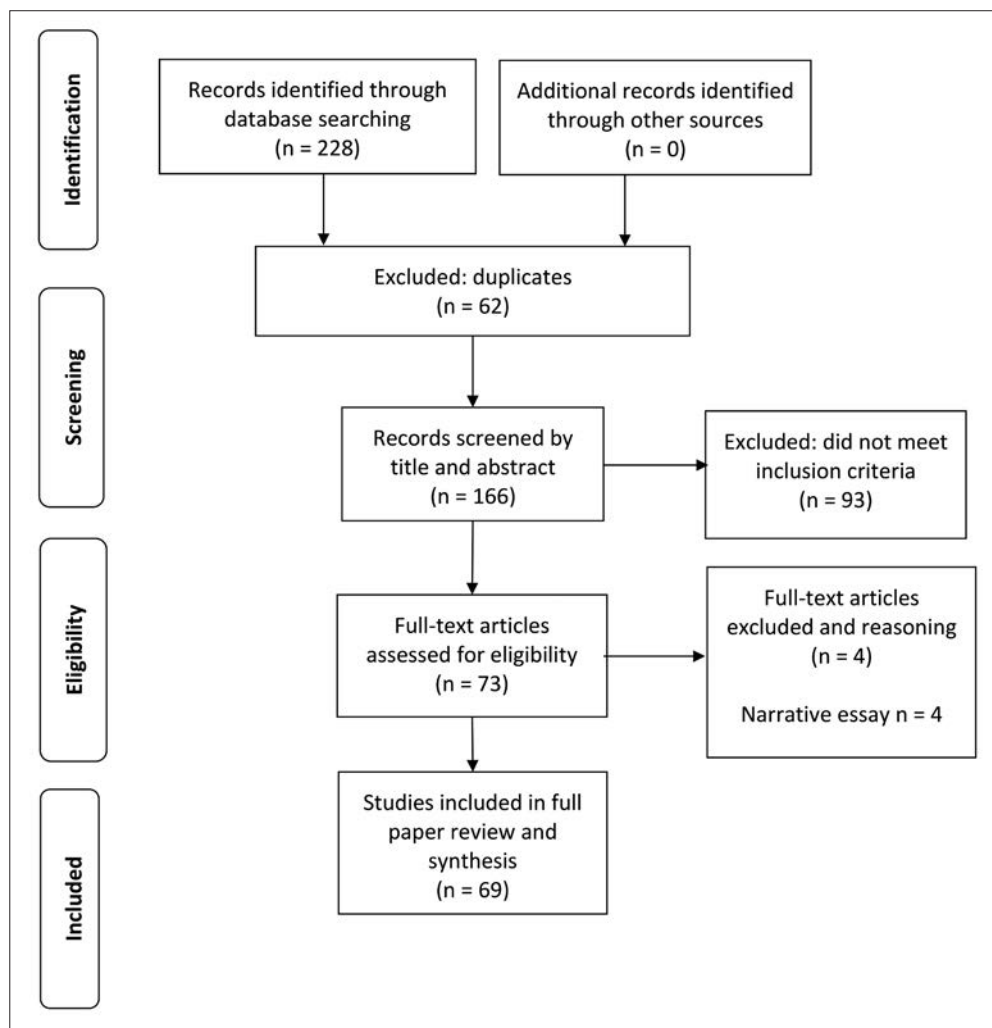 Identification
Records identified through
database searching
(n = 228)
Additional records identified
through other sources
(n = 0)
Excluded: duplicates
(n = 62)
Screening
Records screened by
title and abstract
(n = 166)
Excluded: did not meet
inclusion criteria
(n = 93)
Eligibility
Full-text articles
assessed for eligibility
(n = 73)
Full-text articles
excluded and reasoning
(n = 4)
Narrative essay n = 4
Included
Studies included in full
paper review and
synthesis
(n = 69)